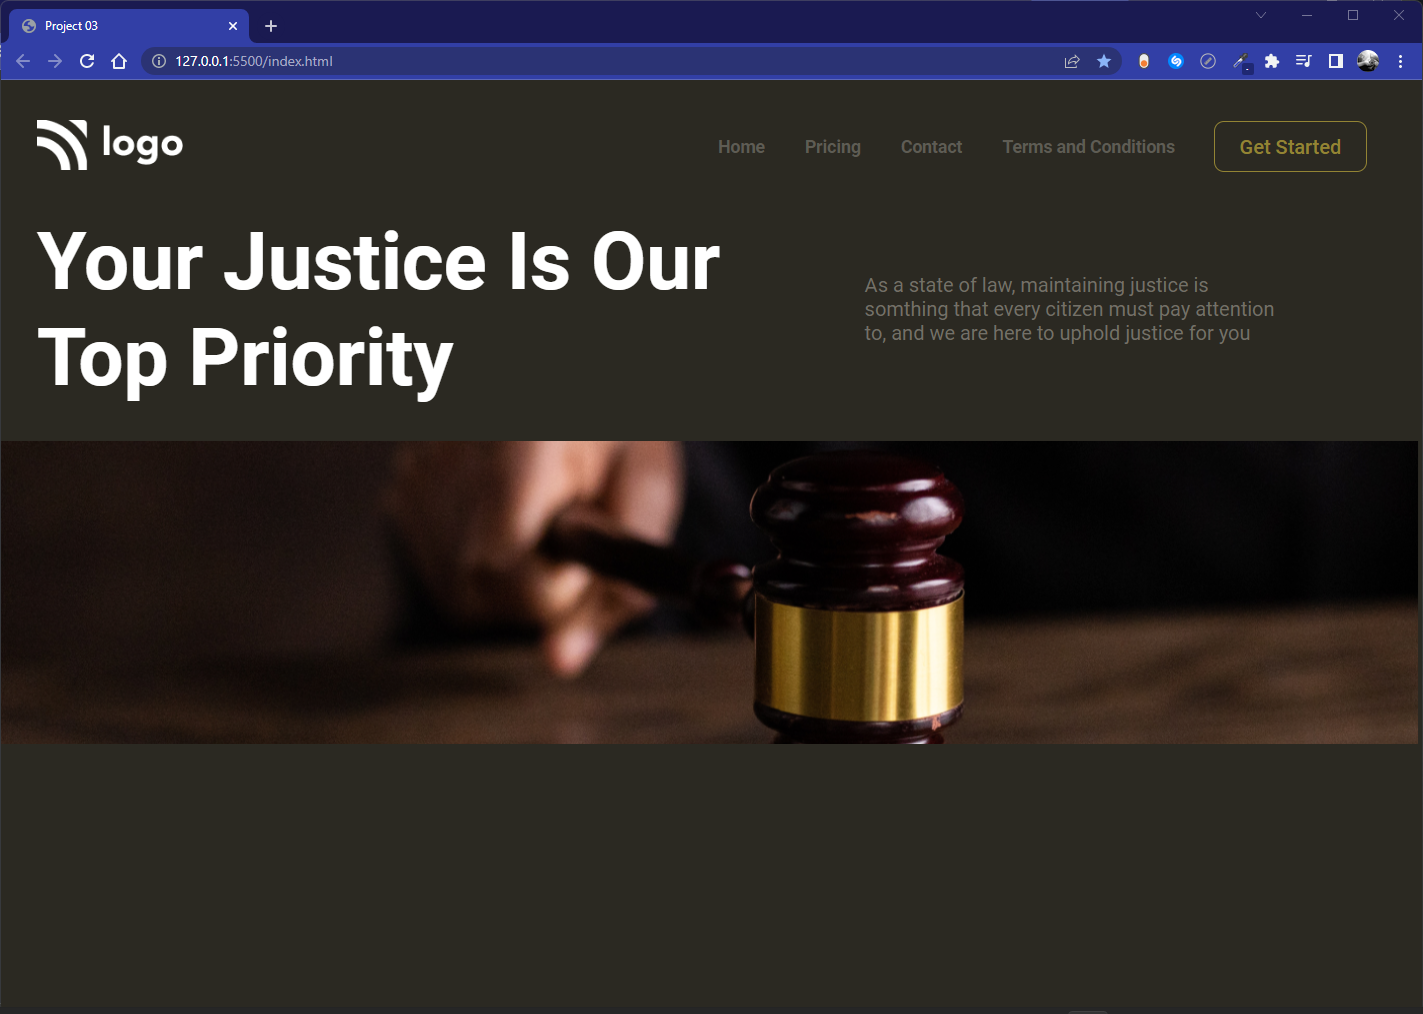 Project 03
127.0.0.1:5500/index.html
logo
Home Pricing Contact Terms and Conditions Get Started
Your Justice Is Our
Top Priority
As a state of law, maintaining justice is
somthing that every citizen must pay attention
to, and we are here to uphold justice for you